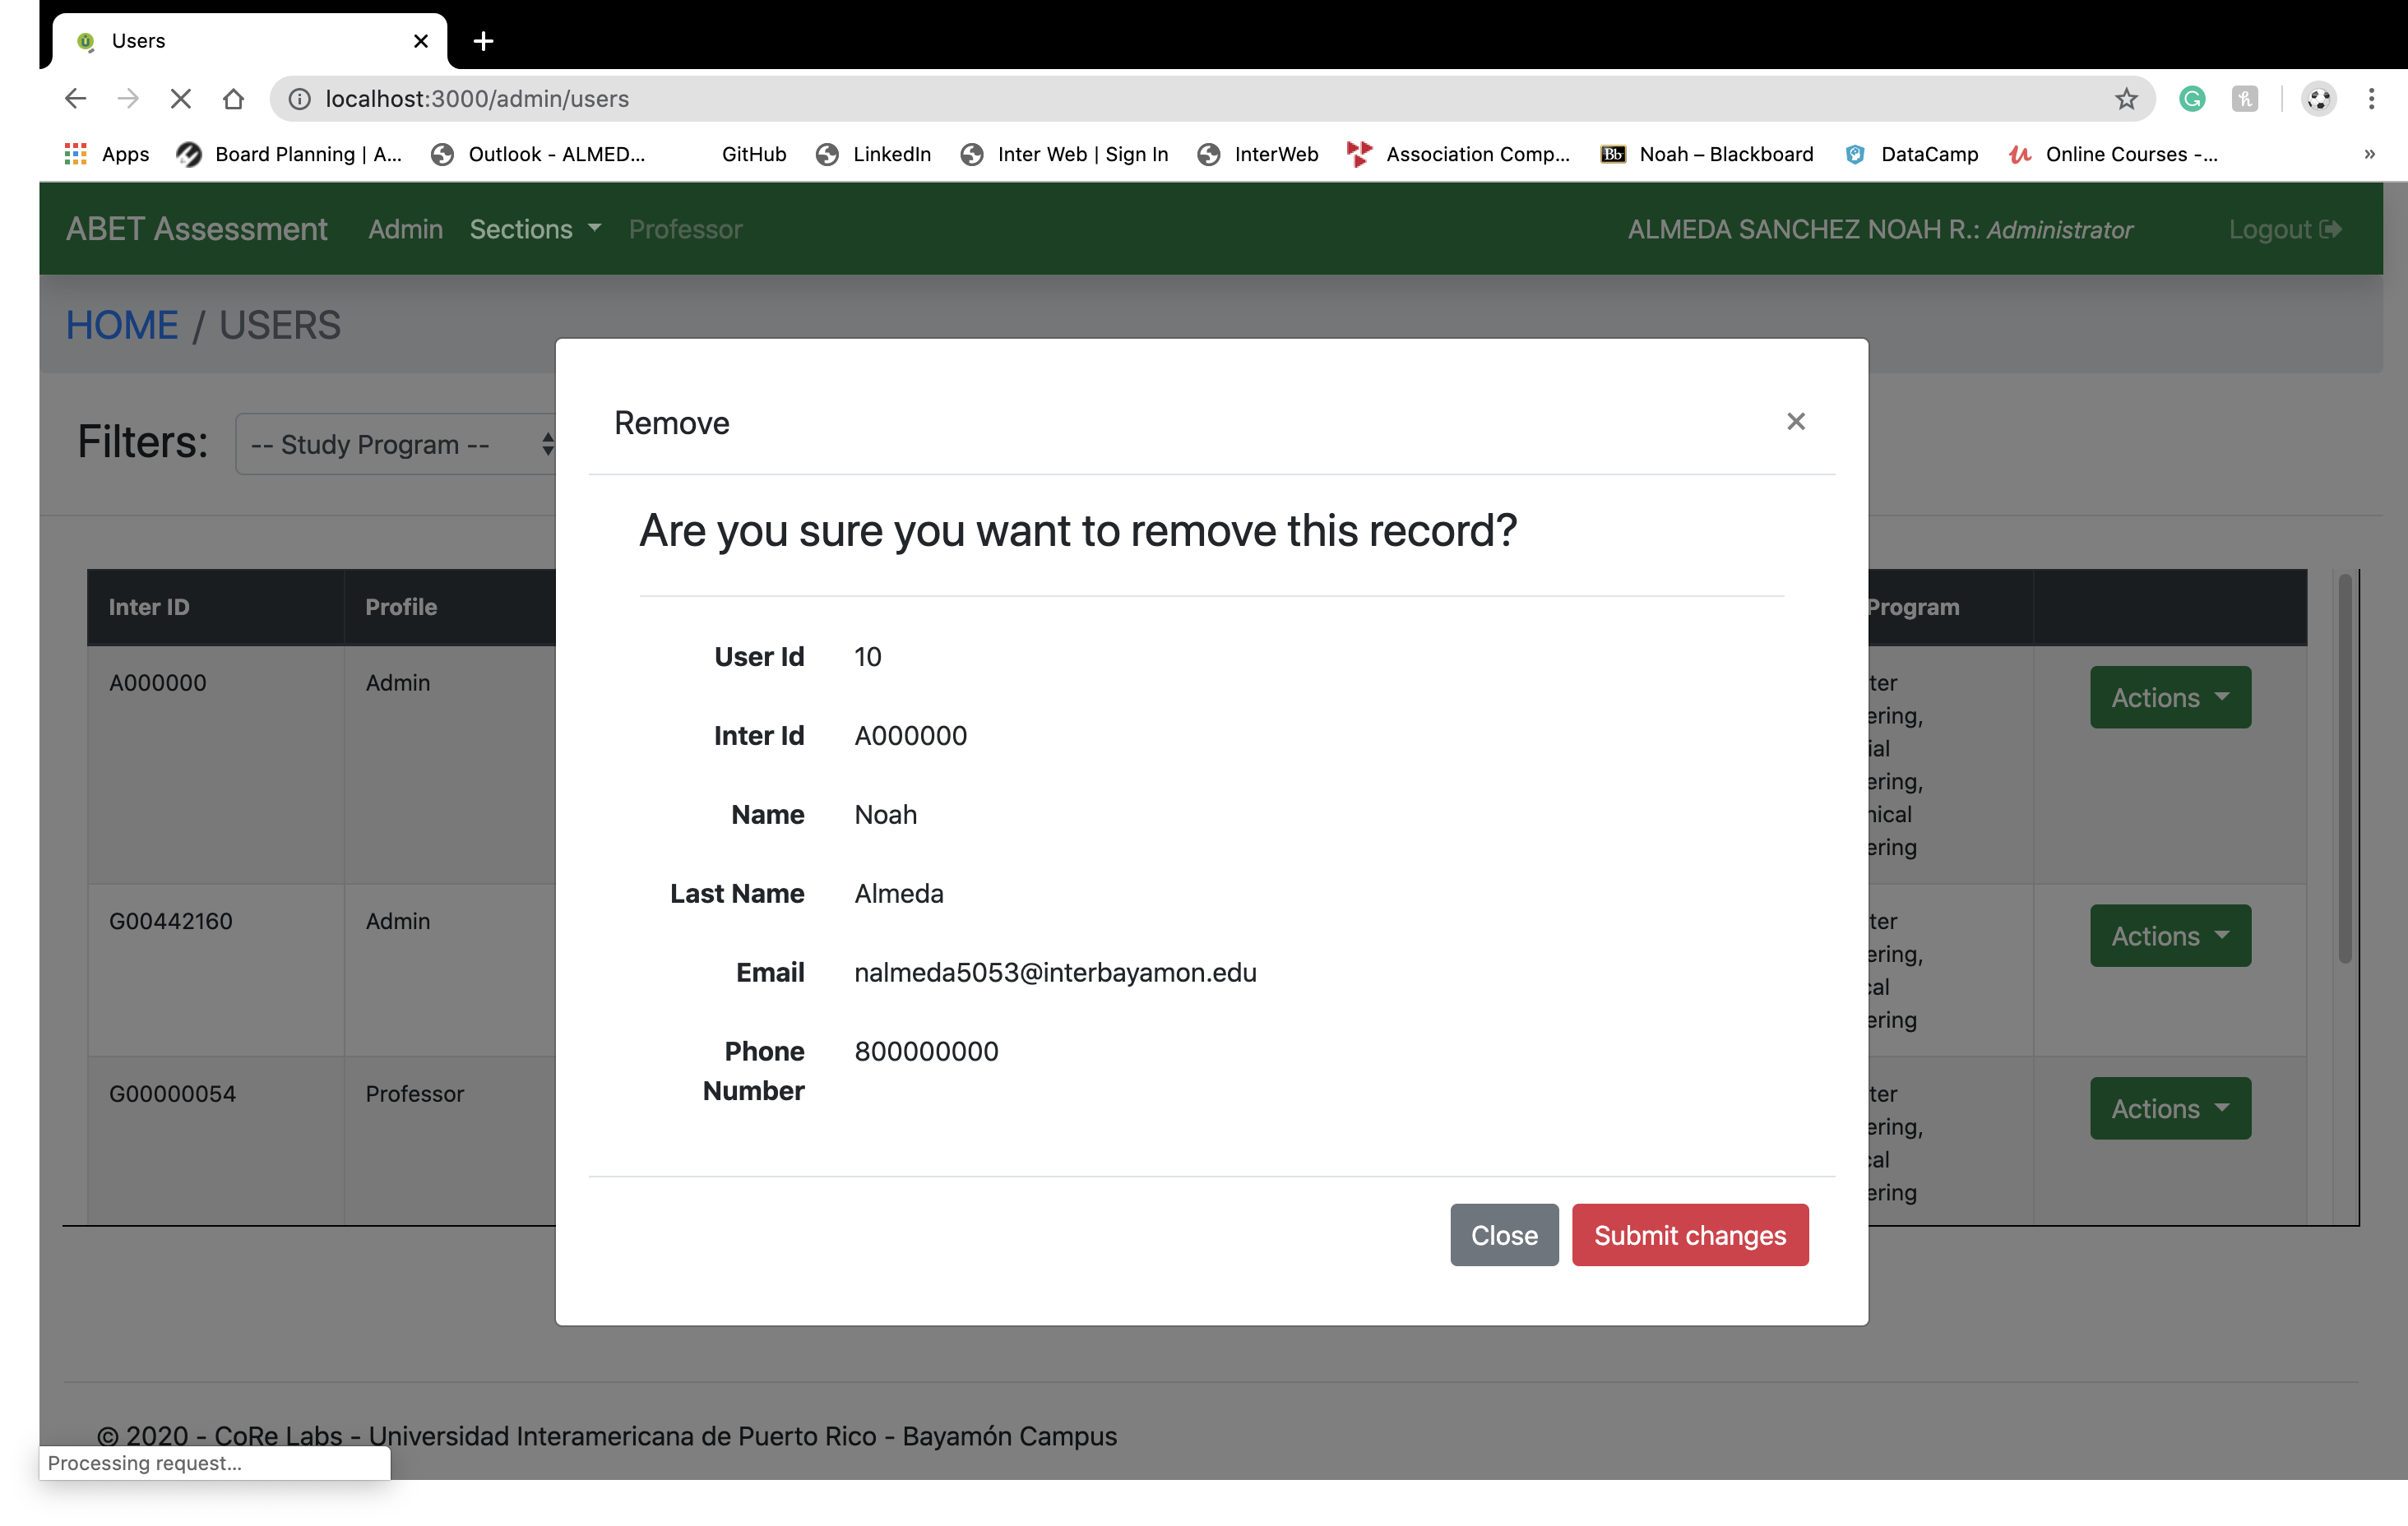 Users
localhost:3000/admin/users
Apps Board Planning | A... Outlook - ALMED... GitHub LinkedIn Inter Web | Sign In InterWeb Association Comp... Bb Noah – Blackboard DataCamp Online Courses -... »
ABET Assessment Admin Sections Professor ALMEDA SANCHEZ NOAH R.: Administrator Logout
HOME / USERS
Filters: -- Study Program --
Remove ×
Are you sure you want to remove this record?
User Id 10
Inter Id A000000
Name Noah
Last Name Almeda
Email nalmeda5053@interbayamon.edu
Phone Number 800000000
Close Submit changes
Inter ID Profile Program
A000000 Admin Actions
ter
ering,
ial
ering,
nical
ering
G00442160 Admin Actions
ter
ering,
cal
ering
G00000054 Professor Actions
ter
ering,
cal
ering
© 2020 - CoRe Labs - Universidad Interamericana de Puerto Rico - Bayamón Campus
Processing request...